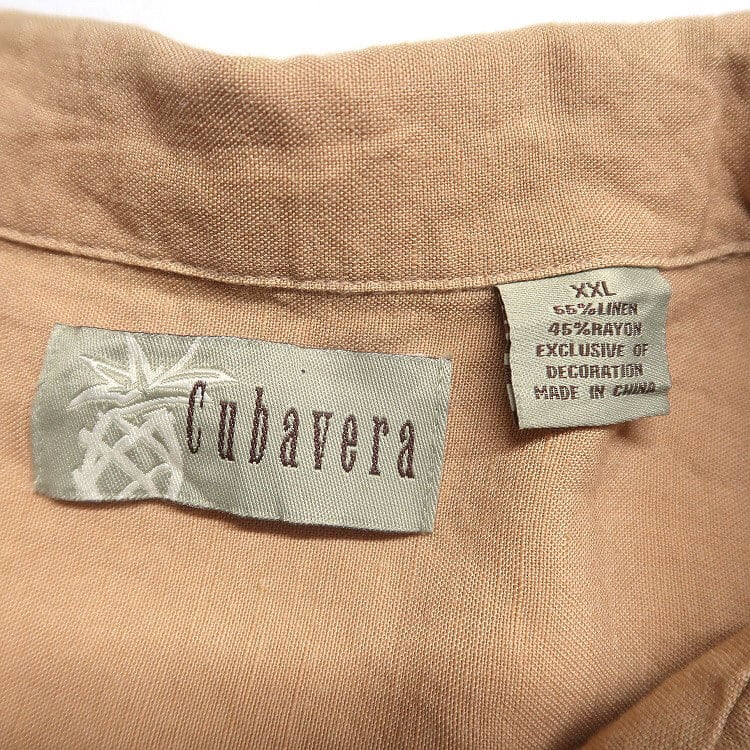 Cubavera
XXL
55%LINEN
45%RAYON
EXCLUSIVE OF
DECORATION
MADE IN CHINA